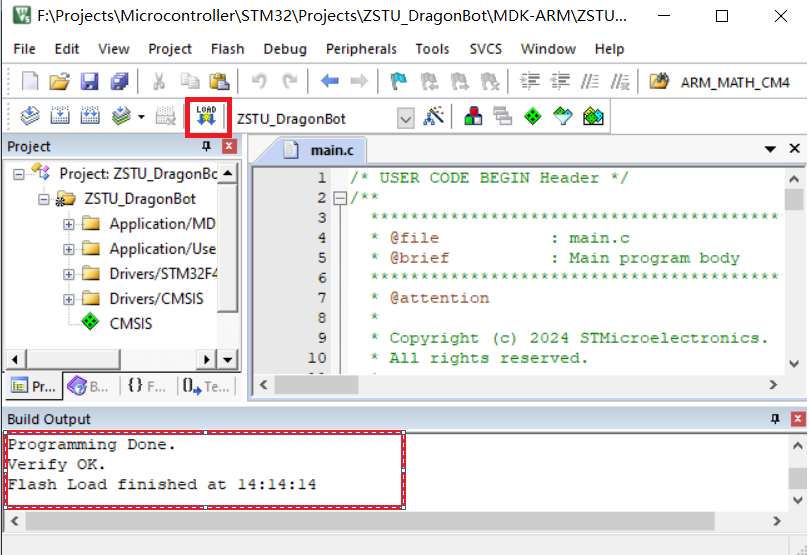 F:\Projects\Microcontroller\STM32\Projects\ZSTU_DragonBot\MDK-ARM\ZSTU...
File Edit View Project Flash Debug Peripherals Tools SVCS Window Help
ARM_MATH_CM4
LOAD
ZSTU_DragonBot
Project
main.c
Project: ZSTU_DragonBo
ZSTU_DragonBot
Application/MD
Application/Use
Drivers/STM32F4
Drivers/CMSIS
CMSIS
Pr... B... {} F... 0 Te...
1 /* USER CODE BEGIN Header */
2 /**
3 ******************************************
4 * @file : main.c
5 * @brief : Main program body
6 ******************************************
7 * @attention
8 *
9 * Copyright (c) 2024 STMicroelectronics.
10 * All rights reserved.
Build Output
Programming Done.
Verify OK.
Flash Load finished at 14:14:14